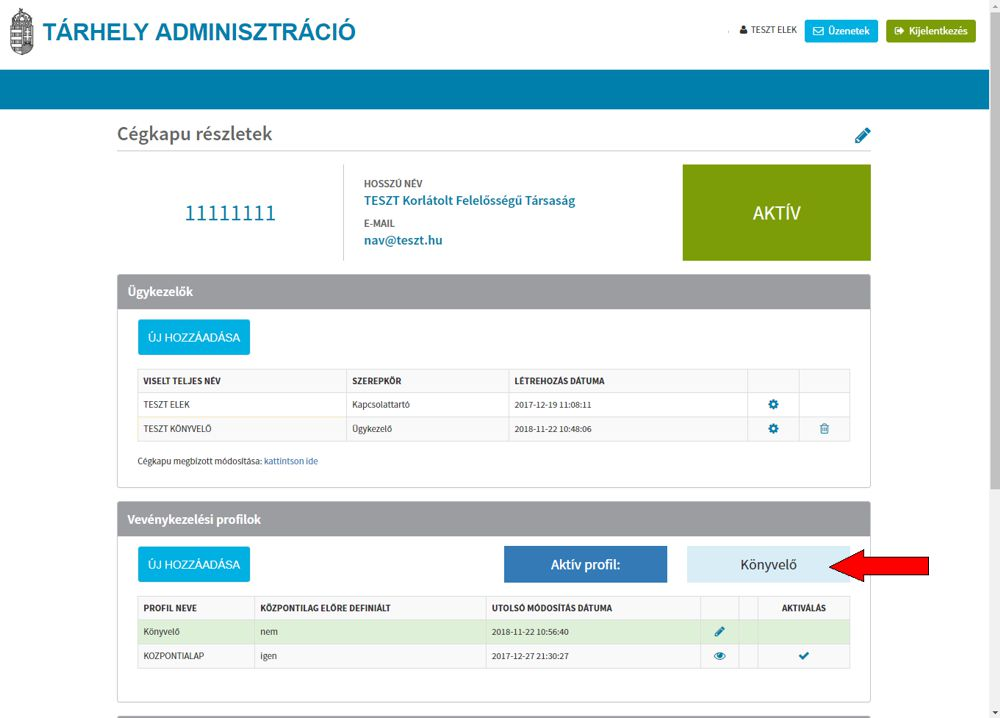 TÁRHELY ADMINISZTRÁCIÓ
TESZT ELEK
Üzenetek
Kijelentkezés
Cégkapu részletek
11111111
HOSSZÚ NÉV
TESZT Korlátolt Felelősségű Társaság
E-MAIL
nav@teszt.hu
AKTÍV
Ügykezelők
ÚJ HOZZÁADÁSA
VISELT TELJES NÉV SZEREPKÖR LÉTREHOZÁS DÁTUMA
TESZT ELEK Kapcsolattartó 2017-12-19 11:08:11
TESZT KÖNYVELŐ Ügykezelő 2018-11-22 10:48:06
Cégkapu megbízott módosítása: kattintson ide
Vevénykezelési profilok
ÚJ HOZZÁADÁSA
Aktív profil:
Könyvelő
PROFIL NEVE KÖZPONTILAG ELŐRE DEFINIÁLT UTOLSÓ MÓDOSÍTÁS DÁTUMA AKTIVÁLÁS
Könyvelő nem 2018-11-22 10:56:40
KOZPONTIALAP igen 2017-12-27 21:30:27